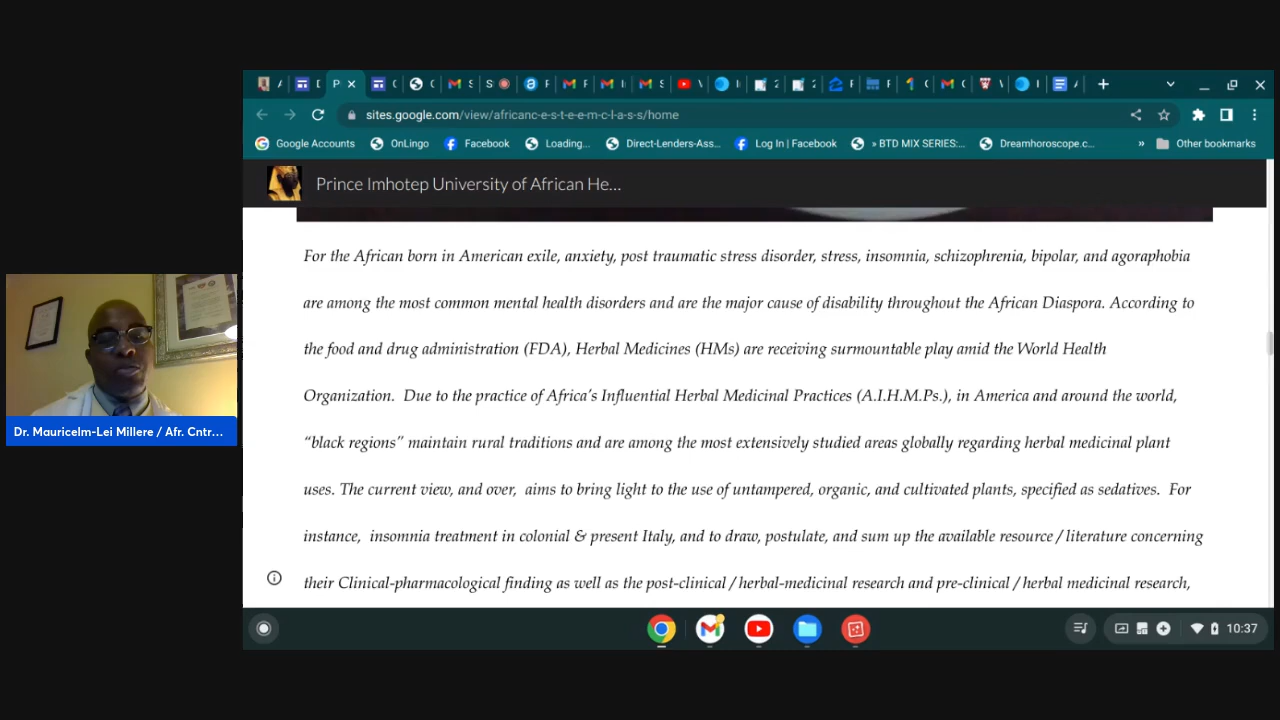 sites.google.com/view/africanc-e-s-t-e-e-m-c-l-a-s-s/home
Google Accounts OnLingo Facebook Loading... Direct-Lenders-Ass... Log In | Facebook » BTD MIX SERIES:... Dreamhoroscope.c... » Other bookmarks
Prince Imhotep University of African He...
For the African born in American exile, anxiety, post traumatic stress disorder, stress, insomnia, schizophrenia, bipolar, and agoraphobia
are among the most common mental health disorders and are the major cause of disability throughout the African Diaspora. According to
the food and drug administration (FDA), Herbal Medicines (HMs) are receiving surmountable play amid the World Health
Organization. Due to the practice of Africa's Influential Herbal Medicinal Practices (A.I.H.M.Ps.), in America and around the world,
“black regions” maintain rural traditions and are among the most extensively studied areas globally regarding herbal medicinal plant
uses. The current view, and over, aims to bring light to the use of untampered, organic, and cultivated plants, specified as sedatives. For
instance, insomnia treatment in colonial & present Italy, and to draw, postulate, and sum up the available resource / literature concerning
their Clinical-pharmacological finding as well as the post-clinical / herbal-medicinal research and pre-clinical / herbal medicinal research,
Dr. Mauricelm-Lei Millere / Afr. Cntr...
10:37